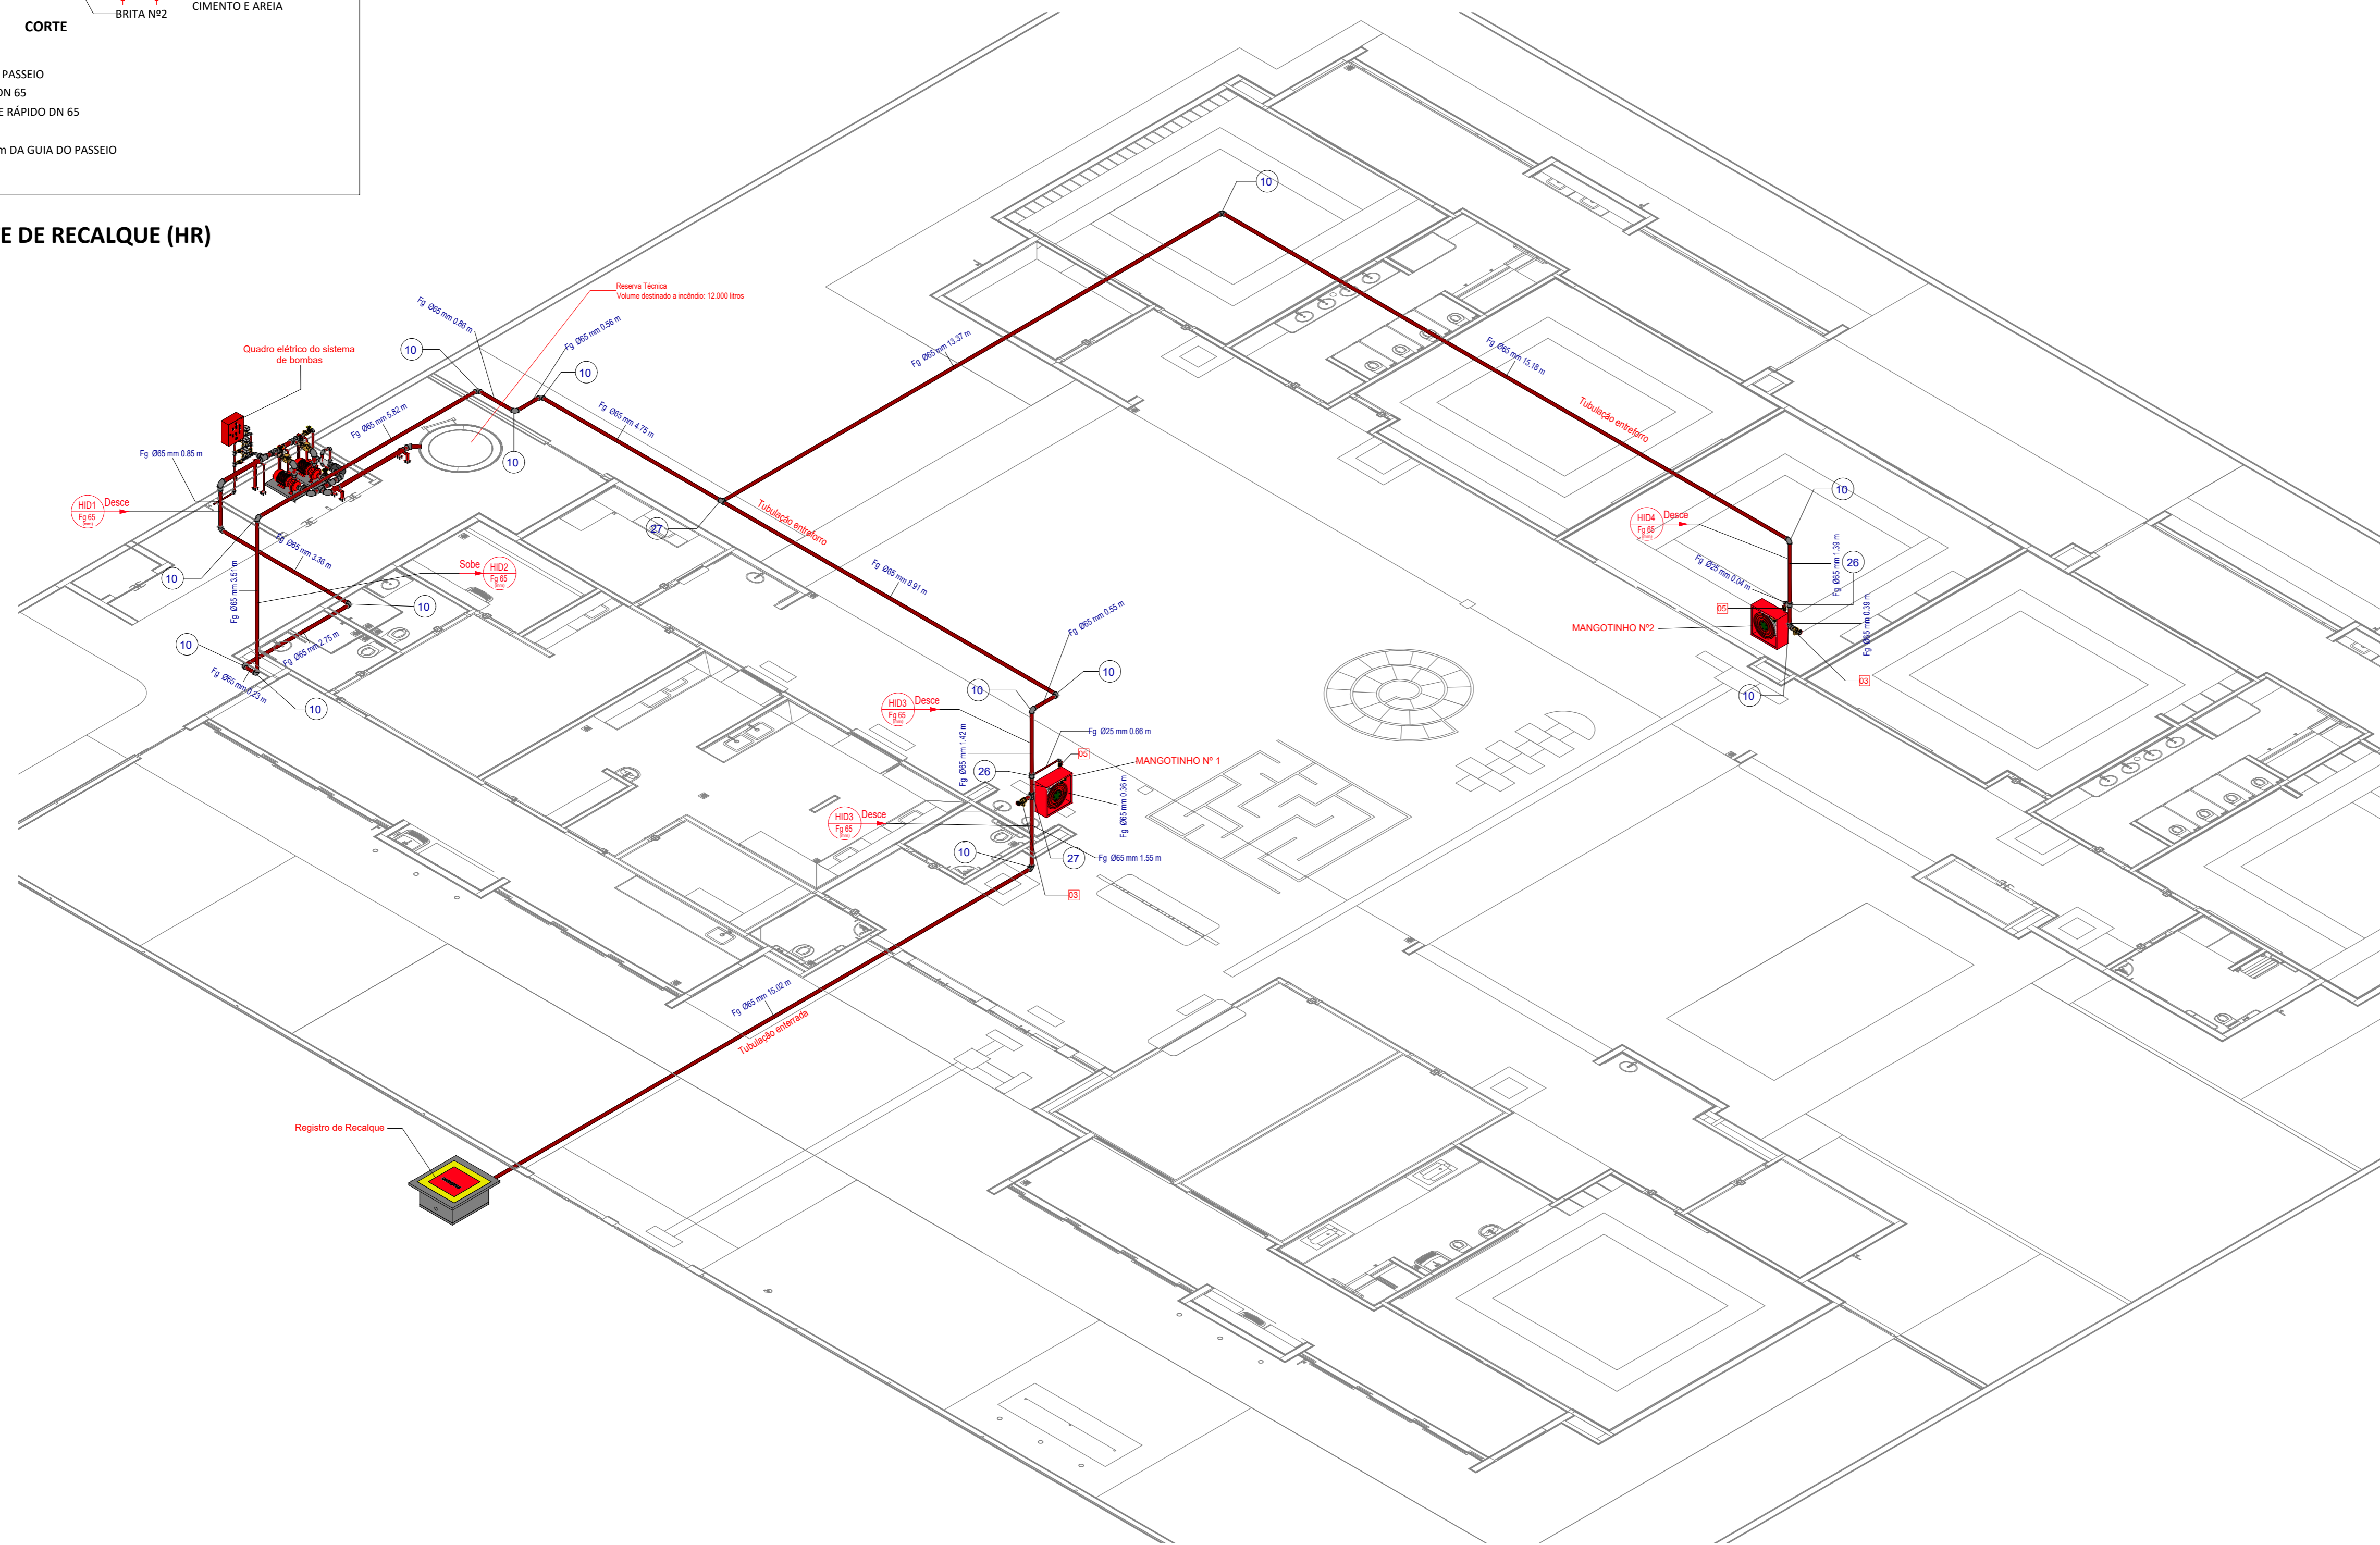 BRITA Nº2
CIMENTO E AREIA
CORTE
PASSEIO
DN 65
E RÁPIDO DN 65
m DA GUIA DO PASSEIO
E DE RECALQUE (HR)
10
Reserva Técnica
Volume destinado a incêndio: 12.000 litros
Fg Ø65 mm 0.86 m
Fg Ø65 mm 0.56 m
Quadro elétrico do sistema
de bombas
10
10
Fg Ø65 mm 13.37 m
Fg Ø65 mm 15.18 m
Fg Ø65 mm 5.82 m
Fg Ø65 mm 4.75 m
Tubulação entreforro
Fg Ø65 mm 0.85 m
10
10
HID1
Fg 65
Desce
27
Tubulação entreforro
HID4
Fg 65
Desce
Fg Ø65 mm 3.36 m
Sobe
HID2
Fg 65
10
Fg Ø65 mm 3.51 m
Fg Ø65 mm 8.91 m
Fg Ø65 mm 1.39 m
26
Fg Ø25 mm 0.04 m
10
05
Fg Ø65 mm 0.55 m
MANGOTINHO Nº2
Fg Ø65 mm 0.39 m
10
Fg Ø65 mm 2.75 m
10
03
Fg Ø65 mm 0.23 m
10
10
10
HID3
Fg 65
Desce
Fg Ø65 mm 1.42 m
Fg Ø25 mm 0.66 m
05
MANGOTINHO Nº 1
26
Fg Ø65 mm 0.36 m
HID3
Fg 65
Desce
10
27
Fg Ø65 mm 1.55 m
03
Fg Ø65 mm 15.02 m
Tubulação enterrada
Registro de Recalque